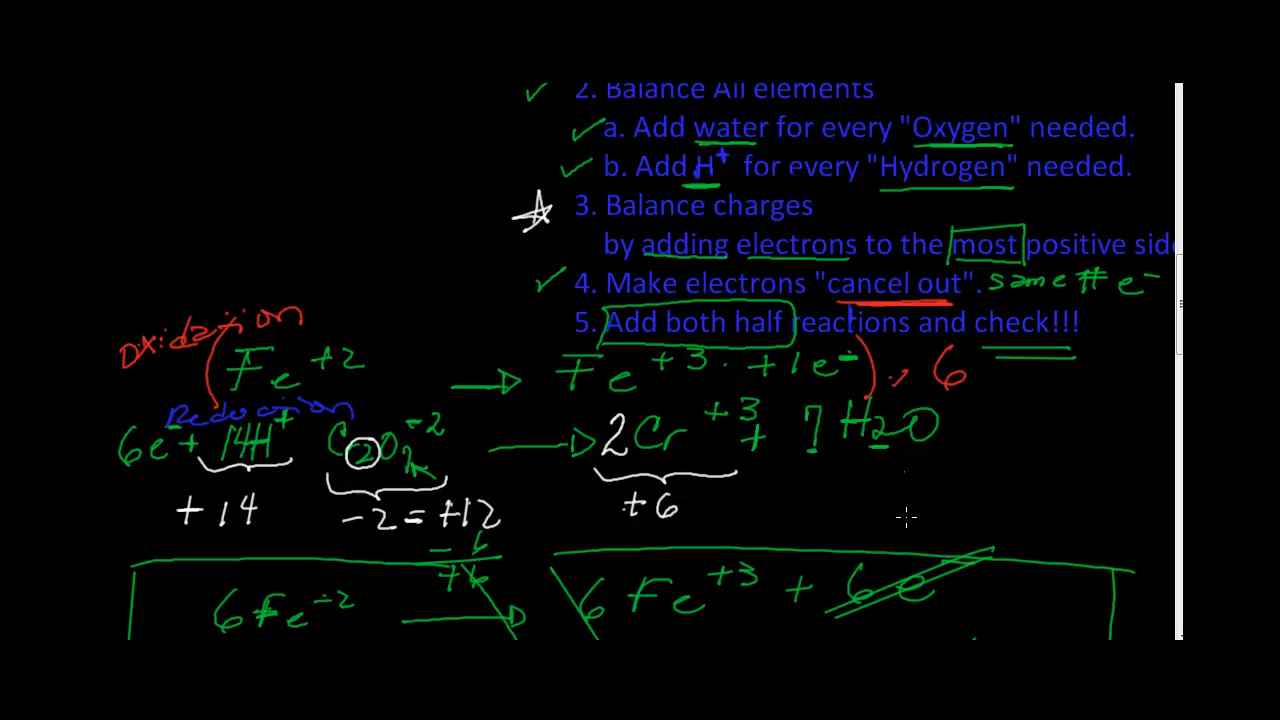 2. Balance All elements
a. Add water for every "Oxygen" needed.
b. Add H+ for every "Hydrogen" needed.
3. Balance charges
by adding electrons to the most positive side
4. Make electrons "cancel out". same # e-
5. Add both half reactions and check!!!
Oxidation
Fe+2 → Fe+3 + 1e- ) · 6
Reduction
6e- + 14H+ Cr2O7-2 → 2Cr+3 + 7H2O
+14 -2 = +12 +6
-6
6Fe-2 → 6Fe+3 + 6e